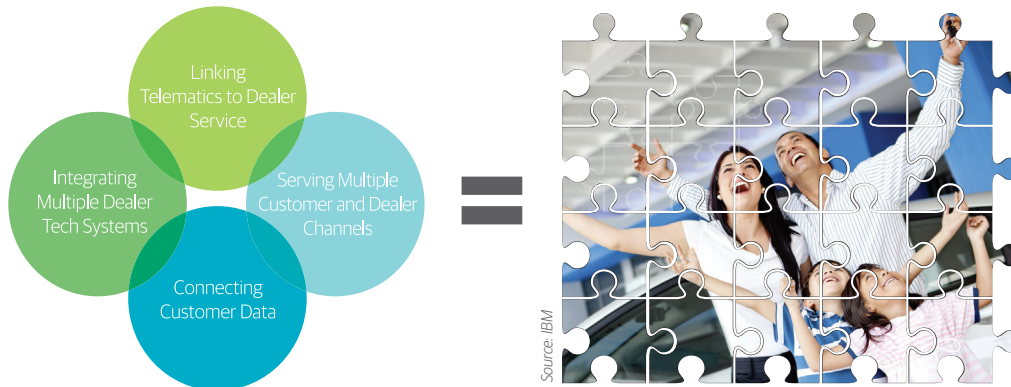 Linking
Telematics to Dealer
Service
Integrating
Multiple Dealer
Tech Systems
Serving Multiple
Customer and Dealer
Channels
Connecting
Customer Data
Source: IBM